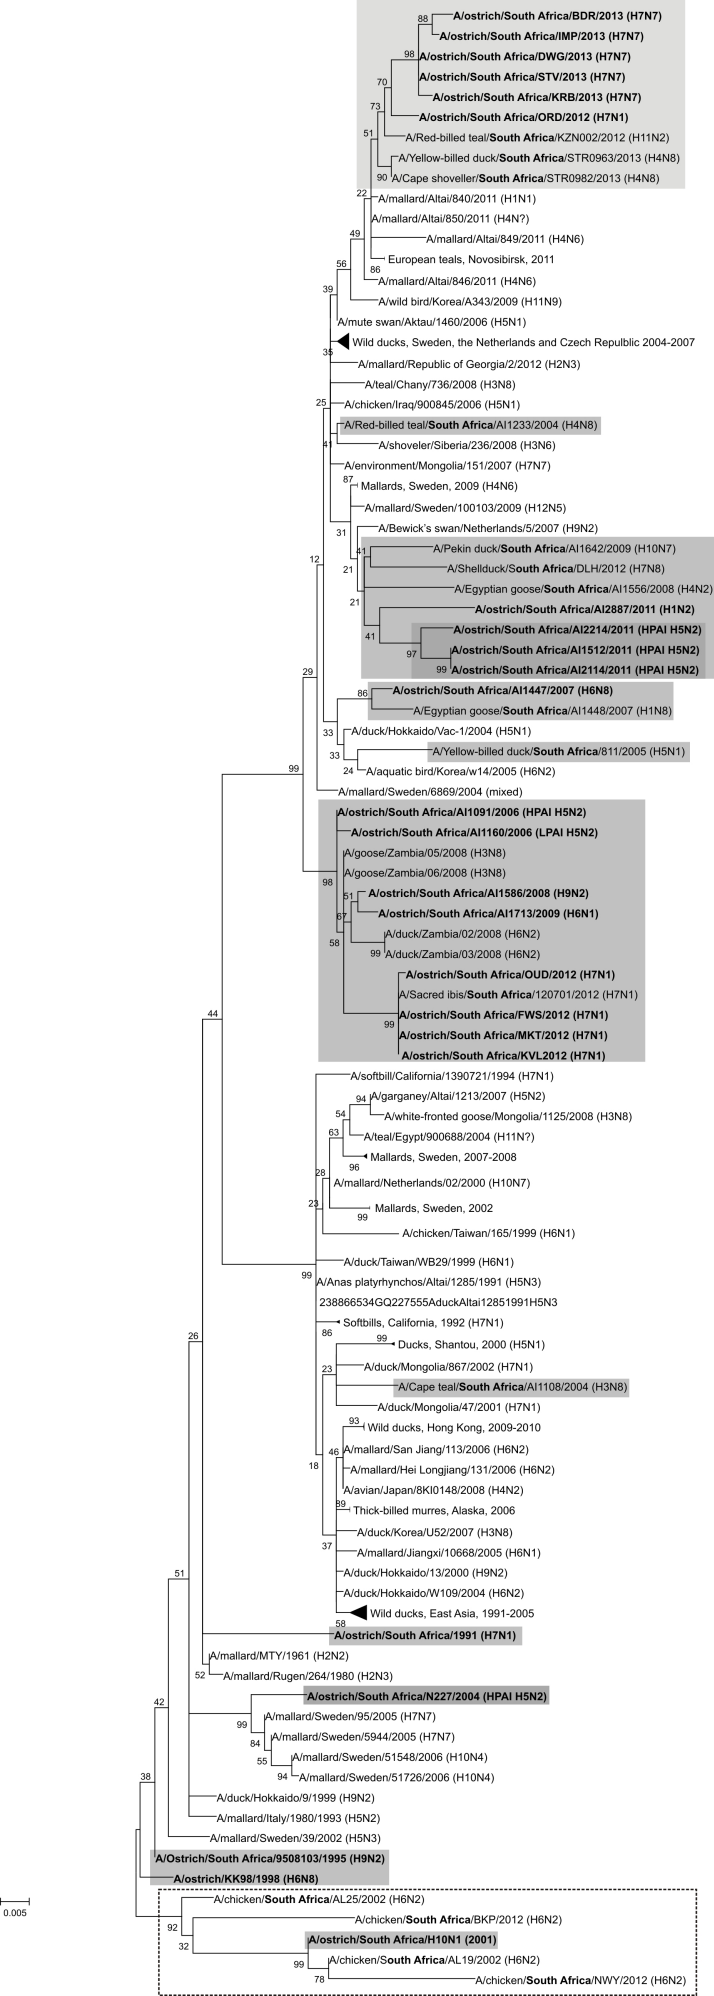 88
A/ostrich/South Africa/BDR/2013 (H7N7)
A/ostrich/South Africa/IMP/2013 (H7N7)
98
A/ostrich/South Africa/DWG/2013 (H7N7)
A/ostrich/South Africa/STV/2013 (H7N7)
70
A/ostrich/South Africa/KRB/2013 (H7N7)
73
A/ostrich/South Africa/ORD/2012 (H7N1)
51
A/Red-billed teal/South Africa/KZN002/2012 (H11N2)
A/Yellow-billed duck/South Africa/STR0963/2013 (H4N8)
90
A/Cape shoveller/South Africa/STR0982/2013 (H4N8)
22
A/mallard/Altai/840/2011 (H1N1)
A/mallard/Altai/850/2011 (H4N?)
49
A/mallard/Altai/849/2011 (H4N6)
European teals, Novosibirsk, 2011
56
86
A/mallard/Altai/846/2011 (H4N6)
39
A/wild bird/Korea/A343/2009 (H11N9)
A/mute swan/Aktau/1460/2006 (H5N1)
Wild ducks, Sweden, the Netherlands and Czech Repulblic 2004-2007
35
A/mallard/Republic of Georgia/2/2012 (H2N3)
A/teal/Chany/736/2008 (H3N8)
25
A/chicken/Iraq/900845/2006 (H5N1)
A/Red-billed teal/South Africa/AI1233/2004 (H4N8)
41
A/shoveler/Siberia/236/2008 (H3N6)
A/environment/Mongolia/151/2007 (H7N7)
87
Mallards, Sweden, 2009 (H4N6)
A/mallard/Sweden/100103/2009 (H12N5)
31
A/Bewick's swan/Netherlands/5/2007 (H9N2)
41
A/Pekin duck/South Africa/AI1642/2009 (H10N7)
12
21
A/Shellduck/South Africa/DLH/2012 (H7N8)
A/Egyptian goose/South Africa/AI1556/2008 (H4N2)
21
A/ostrich/South Africa/AI2887/2011 (H1N2)
41
A/ostrich/South Africa/AI2214/2011 (HPAI H5N2)
97
A/ostrich/South Africa/AI1512/2011 (HPAI H5N2)
99
A/ostrich/South Africa/AI2114/2011 (HPAI H5N2)
29
86
A/ostrich/South Africa/AI1447/2007 (H6N8)
A/Egyptian goose/South Africa/AI1448/2007 (H1N8)
33
A/duck/Hokkaido/Vac-1/2004 (H5N1)
33
A/Yellow-billed duck/South Africa/811/2005 (H5N1)
99
24
A/aquatic bird/Korea/w14/2005 (H6N2)
A/mallard/Sweden/6869/2004 (mixed)
A/ostrich/South Africa/AI1091/2006 (HPAI H5N2)
A/ostrich/South Africa/AI1160/2006 (LPAI H5N2)
A/goose/Zambia/05/2008 (H3N8)
A/goose/Zambia/06/2008 (H3N8)
98
51
A/ostrich/South Africa/AI1586/2008 (H9N2)
67
A/ostrich/South Africa/AI1713/2009 (H6N1)
A/duck/Zambia/02/2008 (H6N2)
58
99
A/duck/Zambia/03/2008 (H6N2)
A/ostrich/South Africa/OUD/2012 (H7N1)
A/Sacred ibis/South Africa/120701/2012 (H7N1)
44
99
A/ostrich/South Africa/FWS/2012 (H7N1)
A/ostrich/South Africa/MKT/2012 (H7N1)
A/ostrich/South Africa/KVL2012 (H7N1)
A/softbill/California/1390721/1994 (H7N1)
94
A/garganey/Altai/1213/2007 (H5N2)
54
A/white-fronted goose/Mongolia/1125/2008 (H3N8)
63
A/teal/Egypt/900688/2004 (H11N?)
Mallards, Sweden, 2007-2008
96
28
A/mallard/Netherlands/02/2000 (H10N7)
23
Mallards, Sweden, 2002
99
A/chicken/Taiwan/165/1999 (H6N1)
A/duck/Taiwan/WB29/1999 (H6N1)
99
A/Anas platyrhynchos/Altai/1285/1991 (H5N3)
238866534GQ227555AduckAltai12851991H5N3
Softbills, California, 1992 (H7N1)
86
26
99
Ducks, Shantou, 2000 (H5N1)
23
A/duck/Mongolia/867/2002 (H7N1)
A/Cape teal/South Africa/AI1108/2004 (H3N8)
A/duck/Mongolia/47/2001 (H7N1)
93
Wild ducks, Hong Kong, 2009-2010
46
A/mallard/San Jiang/113/2006 (H6N2)
18
A/mallard/Hei Longjiang/131/2006 (H6N2)
A/avian/Japan/8KI0148/2008 (H4N2)
89
Thick-billed murres, Alaska, 2006
A/duck/Korea/U52/2007 (H3N8)
37
A/mallard/Jiangxi/10668/2005 (H6N1)
51
A/duck/Hokkaido/13/2000 (H9N2)
A/duck/Hokkaido/W109/2004 (H6N2)
Wild ducks, East Asia, 1991-2005
58
A/ostrich/South Africa/1991 (H7N1)
A/mallard/MTY/1961 (H2N2)
52
A/mallard/Rugen/264/1980 (H2N3)
42
A/ostrich/South Africa/N227/2004 (HPAI H5N2)
99
A/mallard/Sweden/95/2005 (H7N7)
84
A/mallard/Sweden/5944/2005 (H7N7)
55
A/mallard/Sweden/51548/2006 (H10N4)
38
94
A/mallard/Sweden/51726/2006 (H10N4)
A/duck/Hokkaido/9/1999 (H9N2)
A/mallard/Italy/1980/1993 (H5N2)
A/mallard/Sweden/39/2002 (H5N3)
A/Ostrich/South Africa/9508103/1995 (H9N2)
A/ostrich/KK98/1998 (H6N8)
0.005
A/chicken/South Africa/AL25/2002 (H6N2)
92
A/chicken/South Africa/BKP/2012 (H6N2)
32
A/ostrich/South Africa/H10N1 (2001)
99
A/chicken/South Africa/AL19/2002 (H6N2)
78
A/chicken/South Africa/NWY/2012 (H6N2)